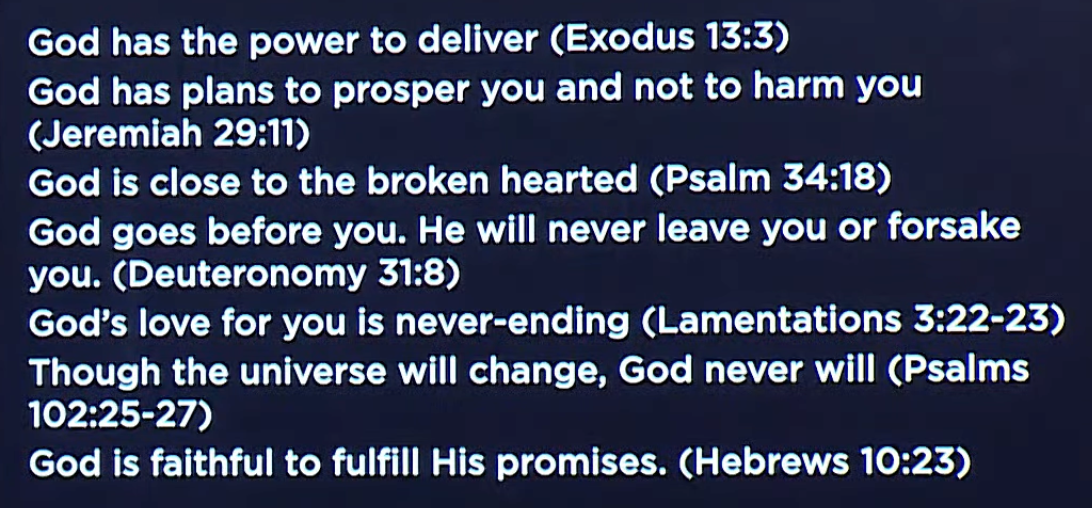 God has the power to deliver (Exodus 13:3)
God has plans to prosper you and not to harm you
(Jeremiah 29:11)
God is close to the broken hearted (Psalm 34:18)
God goes before you. He will never leave you or forsake
you. (Deuteronomy 31:8)
God's love for you is never-ending (Lamentations 3:22-23)
Though the universe will change, God never will (Psalms
102:25-27)
God is faithful to fulfill His promises. (Hebrews 10:23)